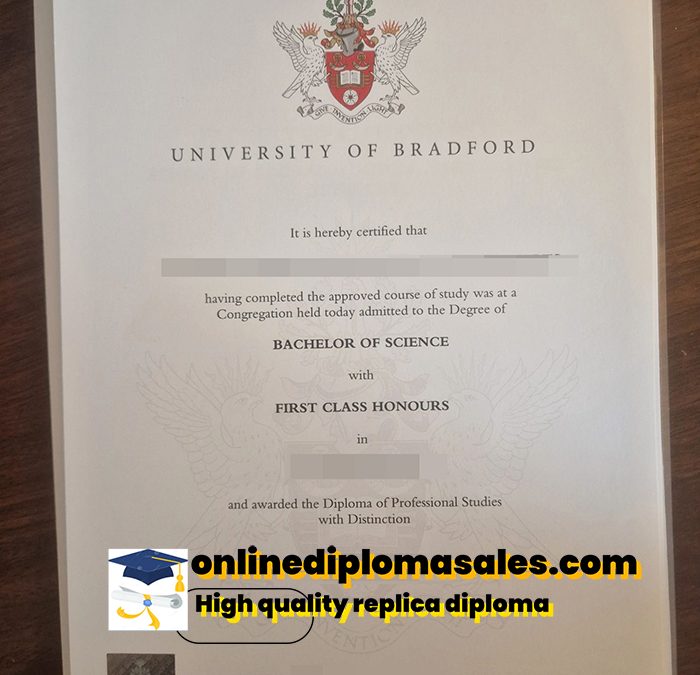 GIVE INVENTION LIGHT
UNIVERSITY OF BRADFORD
It is hereby certified that
having completed the approved course of study was at a
Congregation held today admitted to the Degree of
BACHELOR OF SCIENCE
with
FIRST CLASS HONOURS
in
and awarded the Diploma of Professional Studies
with Distinction
onlinediplomasales.com
High quality replica diploma
INVENTION